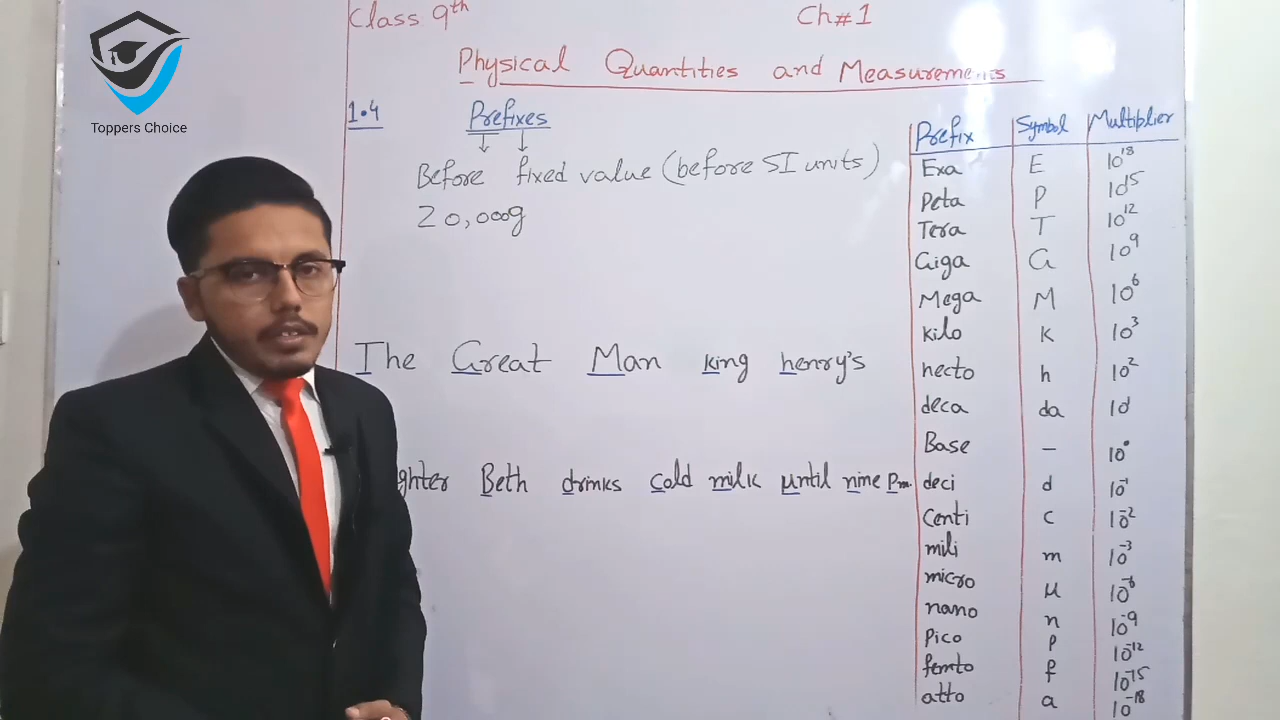 Class 9th Ch#1
Toppers Choice
Physical Quantities and Measurements
1.4 Prefixes
Before fixed value (before SI units)
20,000g
The Great Man king henry's
ghter Beth drinks cold milk until nine Pm.
Prefix Symbol Multiplier
Exa E 10^18
Peta P 10^15
Tera T 10^12
Giga G 10^9
Mega M 10^6
kilo k 10^3
hecto h 10^2
deca da 10^1
Base – 10^0
deci d 10^-1
Centi c 10^-2
mili m 10^-3
micro μ 10^-6
nano n 10^-9
Pico p 10^-12
femto f 10^-15
atto a 10^-18